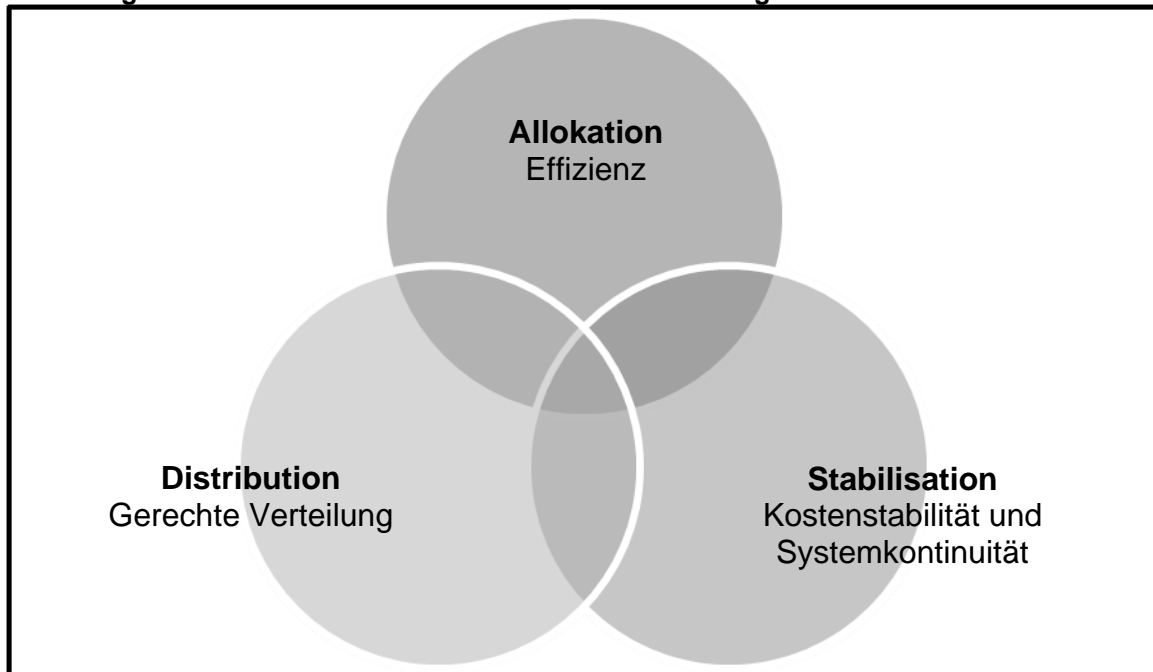 Allokation
Effizienz
Distribution
Gerechte Verteilung
Stabilisation
Kostenstabilität und
Systemkontinuität